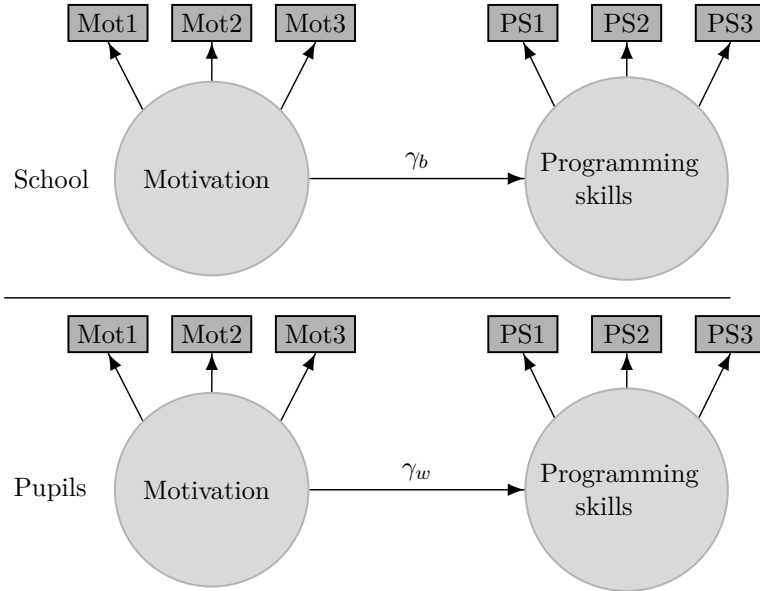 Mot1 Mot2 Mot3 PS1 PS2 PS3
γb
School Motivation Programming
skills
Mot1 Mot2 Mot3 PS1 PS2 PS3
γw
Pupils Motivation Programming
skills